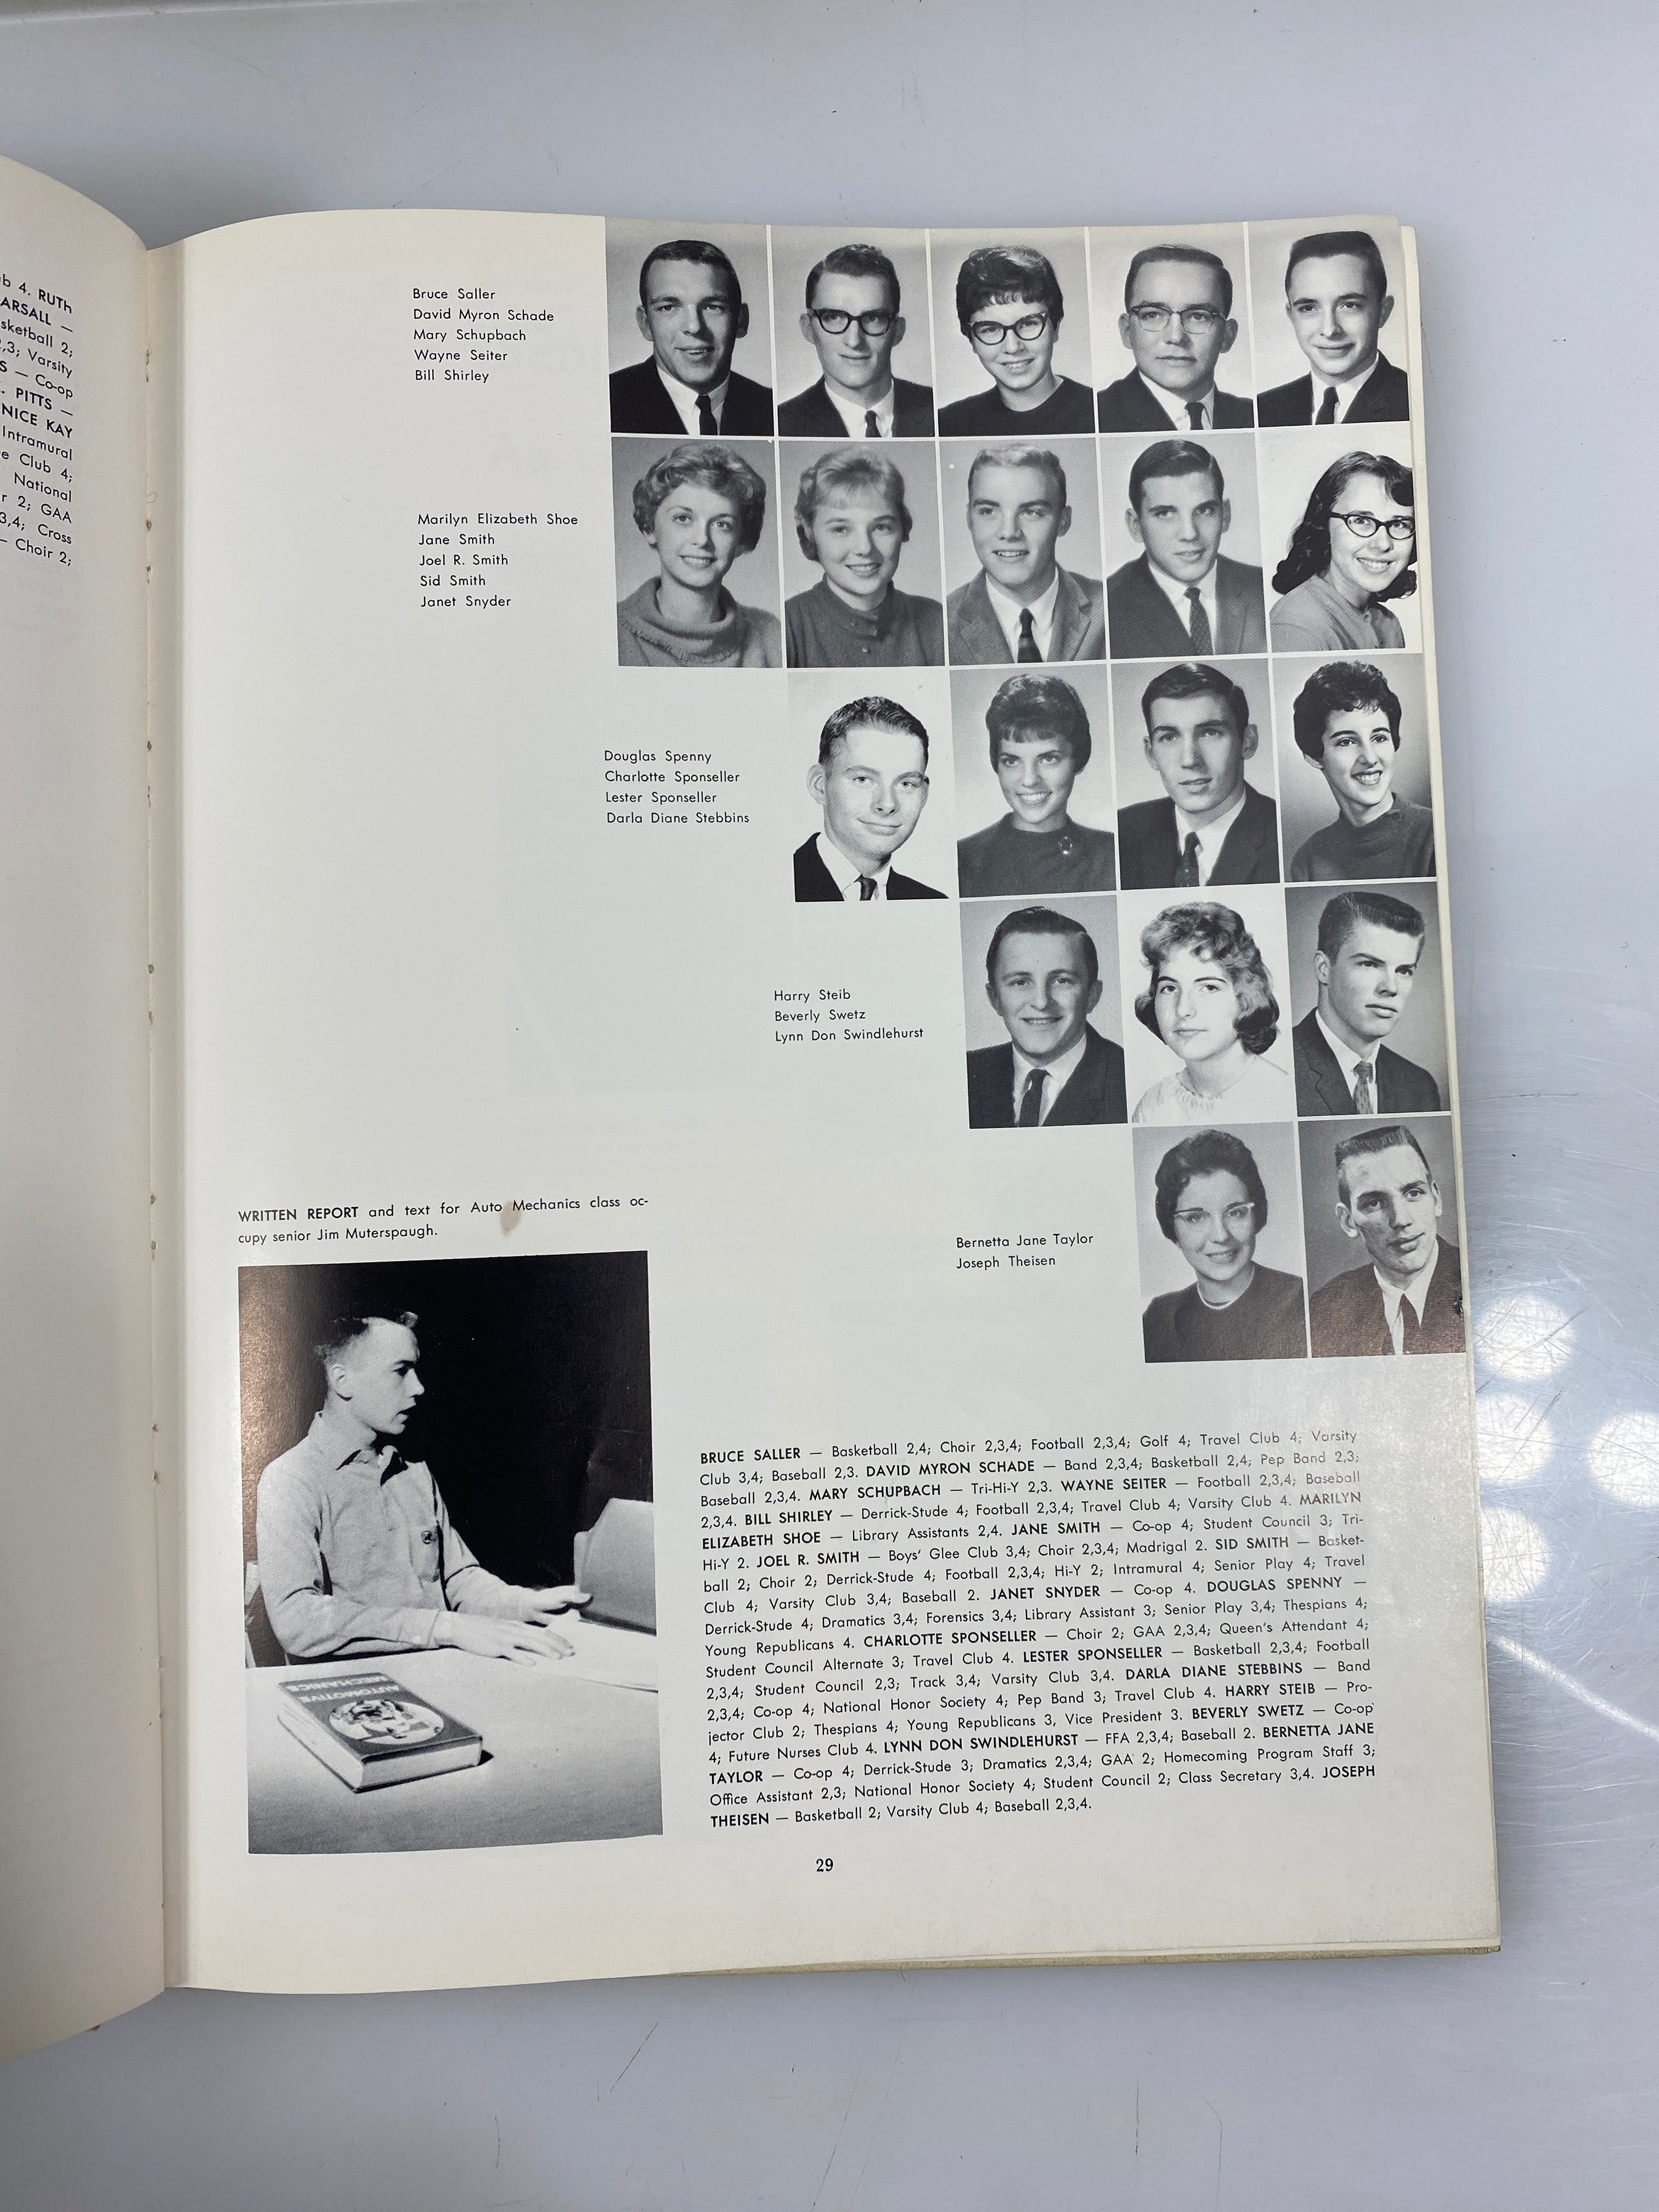 b 4. RUTH
ARSALL —
sketball 2;
2,3; Varsity
S — Co-op
. PITTS —
NICE KAY
Intramural
e Club 4;
National
r 2; GAA
3,4; Cross
— Choir 2;
Bruce Saller
David Myron Schade
Mary Schupbach
Wayne Seiter
Bill Shirley
Marilyn Elizabeth Shoe
Jane Smith
Joel R. Smith
Sid Smith
Janet Snyder
Douglas Spenny
Charlotte Sponseller
Lester Sponseller
Darla Diane Stebbins
Harry Steib
Beverly Swetz
Lynn Don Swindlehurst
Bernetta Jane Taylor
Joseph Theisen
WRITTEN REPORT and text for Auto Mechanics class oc-
cupy senior Jim Muterspaugh.
AUTOMOTIVE
MECHANICS
BRUCE SALLER — Basketball 2,4; Choir 2,3,4; Football 2,3,4; Golf 4; Travel Club 4; Varsity
Club 3,4; Baseball 2,3. DAVID MYRON SCHADE — Band 2,3,4; Basketball 2,4; Pep Band 2,3;
Baseball 2,3,4. MARY SCHUPBACH — Tri-Hi-Y 2,3. WAYNE SEITER — Football 2,3,4; Baseball
2,3,4. BILL SHIRLEY — Derrick-Stude 4; Football 2,3,4; Travel Club 4; Varsity Club 4. MARILYN
ELIZABETH SHOE — Library Assistants 2,4. JANE SMITH — Co-op 4; Student Council 3; Tri-
Hi-Y 2. JOEL R. SMITH — Boys' Glee Club 3,4; Choir 2,3,4; Madrigal 2. SID SMITH — Basket-
ball 2; Choir 2; Derrick-Stude 4; Football 2,3,4; Hi-Y 2; Intramural 4; Senior Play 4; Travel
Club 4; Varsity Club 3,4; Baseball 2. JANET SNYDER — Co-op 4. DOUGLAS SPENNY —
Derrick-Stude 4; Dramatics 3,4; Forensics 3,4; Library Assistant 3; Senior Play 3,4; Thespians 4;
Young Republicans 4. CHARLOTTE SPONSELLER — Choir 2; GAA 2,3,4; Queen's Attendant 4;
Student Council Alternate 3; Travel Club 4. LESTER SPONSELLER — Basketball 2,3,4; Football
2,3,4; Student Council 2,3; Track 3,4; Varsity Club 3,4. DARLA DIANE STEBBINS — Band
2,3,4; Co-op 4; National Honor Society 4; Pep Band 3; Travel Club 4. HARRY STEIB — Pro-
jector Club 2; Thespians 4; Young Republicans 3, Vice President 3. BEVERLY SWETZ — Co-op
4; Future Nurses Club 4. LYNN DON SWINDLEHURST — FFA 2,3,4; Baseball 2. BERNETTA JANE
TAYLOR — Co-op 4; Derrick-Stude 3; Dramatics 2,3,4; GAA 2; Homecoming Program Staff 3;
Office Assistant 2,3; National Honor Society 4; Student Council 2; Class Secretary 3,4. JOSEPH
THEISEN — Basketball 2; Varsity Club 4; Baseball 2,3,4.
29